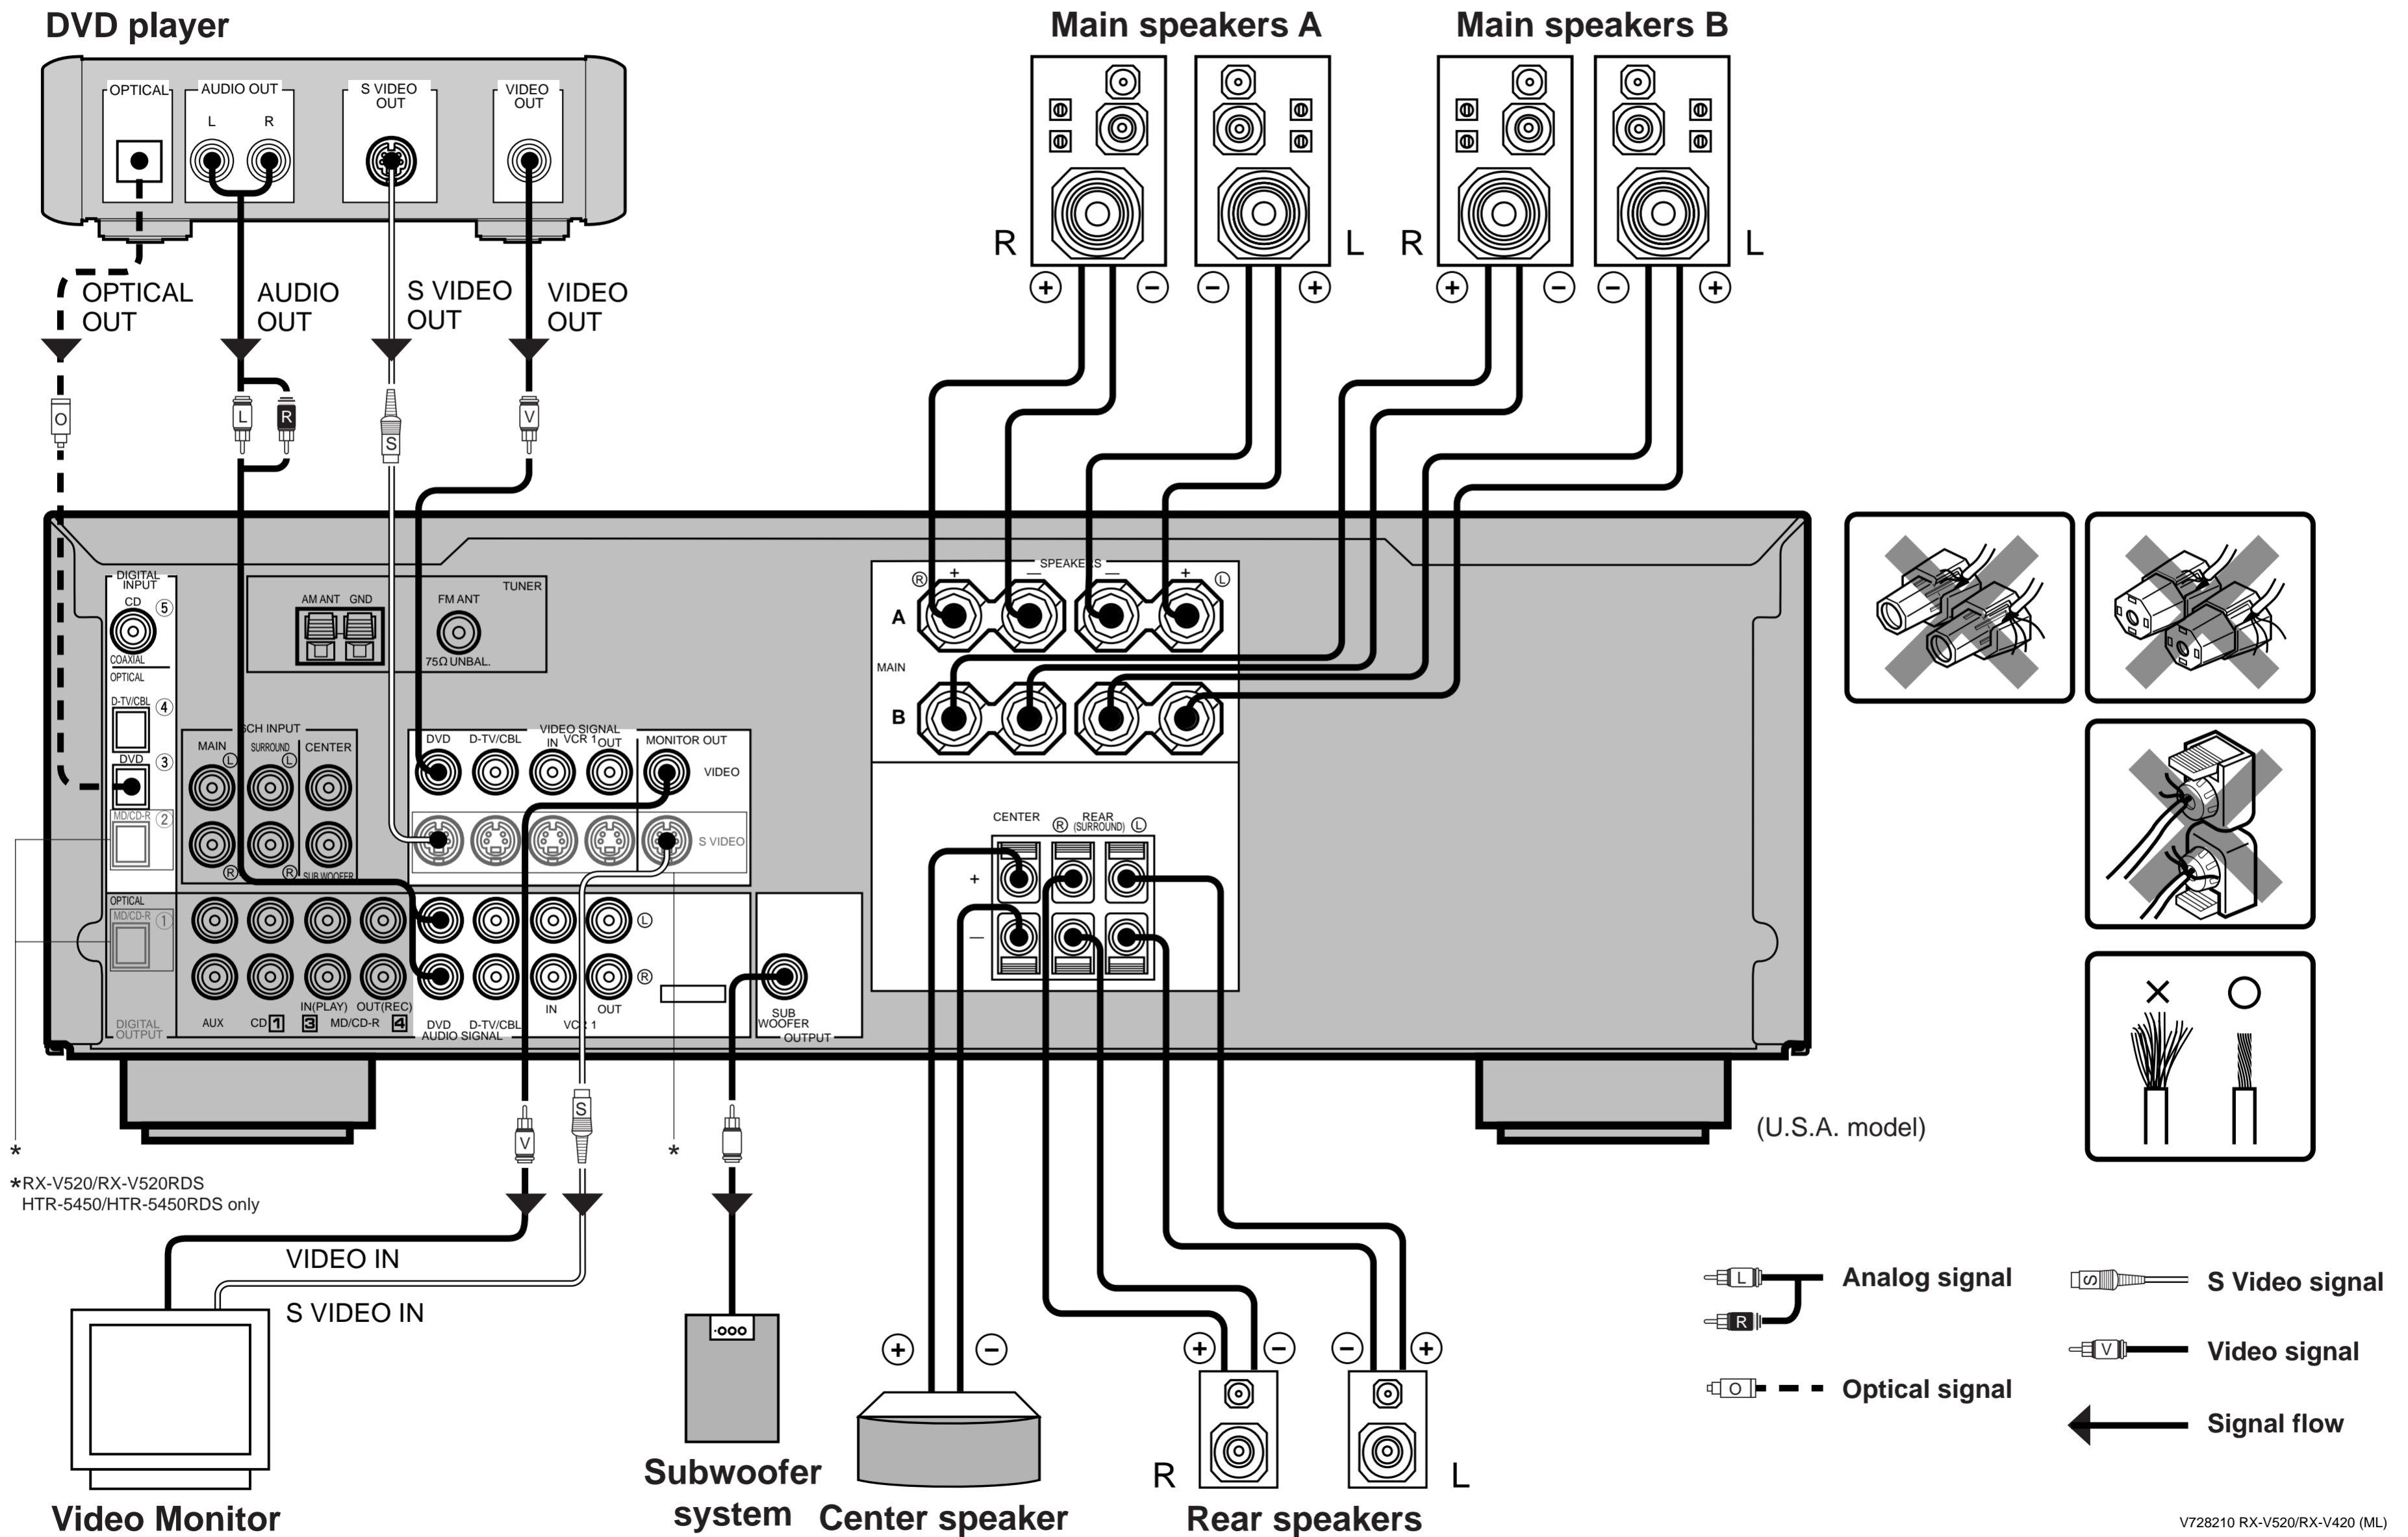 DVD player
Main speakers A
Main speakers B
OPTICAL
AUDIO OUT
L
R
S VIDEO
OUT
VIDEO
OUT
R
L
R
L
+
−
−
+
+
−
−
+
OPTICAL
OUT
AUDIO
OUT
S VIDEO
OUT
VIDEO
OUT
O
L
R
S
V
DIGITAL
INPUT
CD
5
COAXIAL
OPTICAL
D-TV/CBL
4
DVD
3
MD/CD-R
2
OPTICAL
MD/CD-R
1
DIGITAL
OUTPUT
TUNER
AM ANT
GND
FM ANT
75Ω UNBAL.
6CH INPUT
MAIN
SURROUND
CENTER
L
L
R
R
SUB WOOFER
VIDEO SIGNAL
DVD
D-TV/CBL
IN
VCR 1
OUT
MONITOR OUT
VIDEO
S VIDEO
L
R
IN(PLAY)
OUT(REC)
IN
OUT
AUX
CD
1
3
MD/CD-R
4
DVD
D-TV/CBL
VCR 1
AUDIO SIGNAL
SUB
WOOFER
OUTPUT
SPEAKERS
R
+
—
—
+
L
A
MAIN
B
CENTER
R
REAR
(SURROUND)
L
+
—
×
○
(U.S.A. model)
V
S
*
*
*RX-V520/RX-V520RDS
HTR-5450/HTR-5450RDS only
VIDEO IN
S VIDEO IN
+
−
+
−
−
+
R
L
Video Monitor
Subwoofer
system
Center speaker
Rear speakers
L
R
Analog signal
O
Optical signal
S
S Video signal
V
Video signal
Signal flow
V728210 RX-V520/RX-V420 (ML)